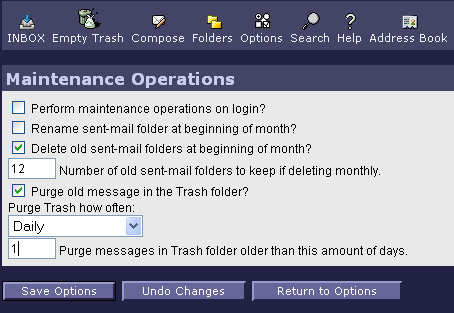 INBOX Empty Trash Compose Folders Options Search Help Address Book
Maintenance Operations
Perform maintenance operations on login?
Rename sent-mail folder at beginning of month?
Delete old sent-mail folders at beginning of month?
12 Number of old sent-mail folders to keep if deleting monthly.
Purge old message in the Trash folder?
Purge Trash how often:
Daily
1 Purge messages in Trash folder older than this amount of days.
Save Options Undo Changes Return to Options